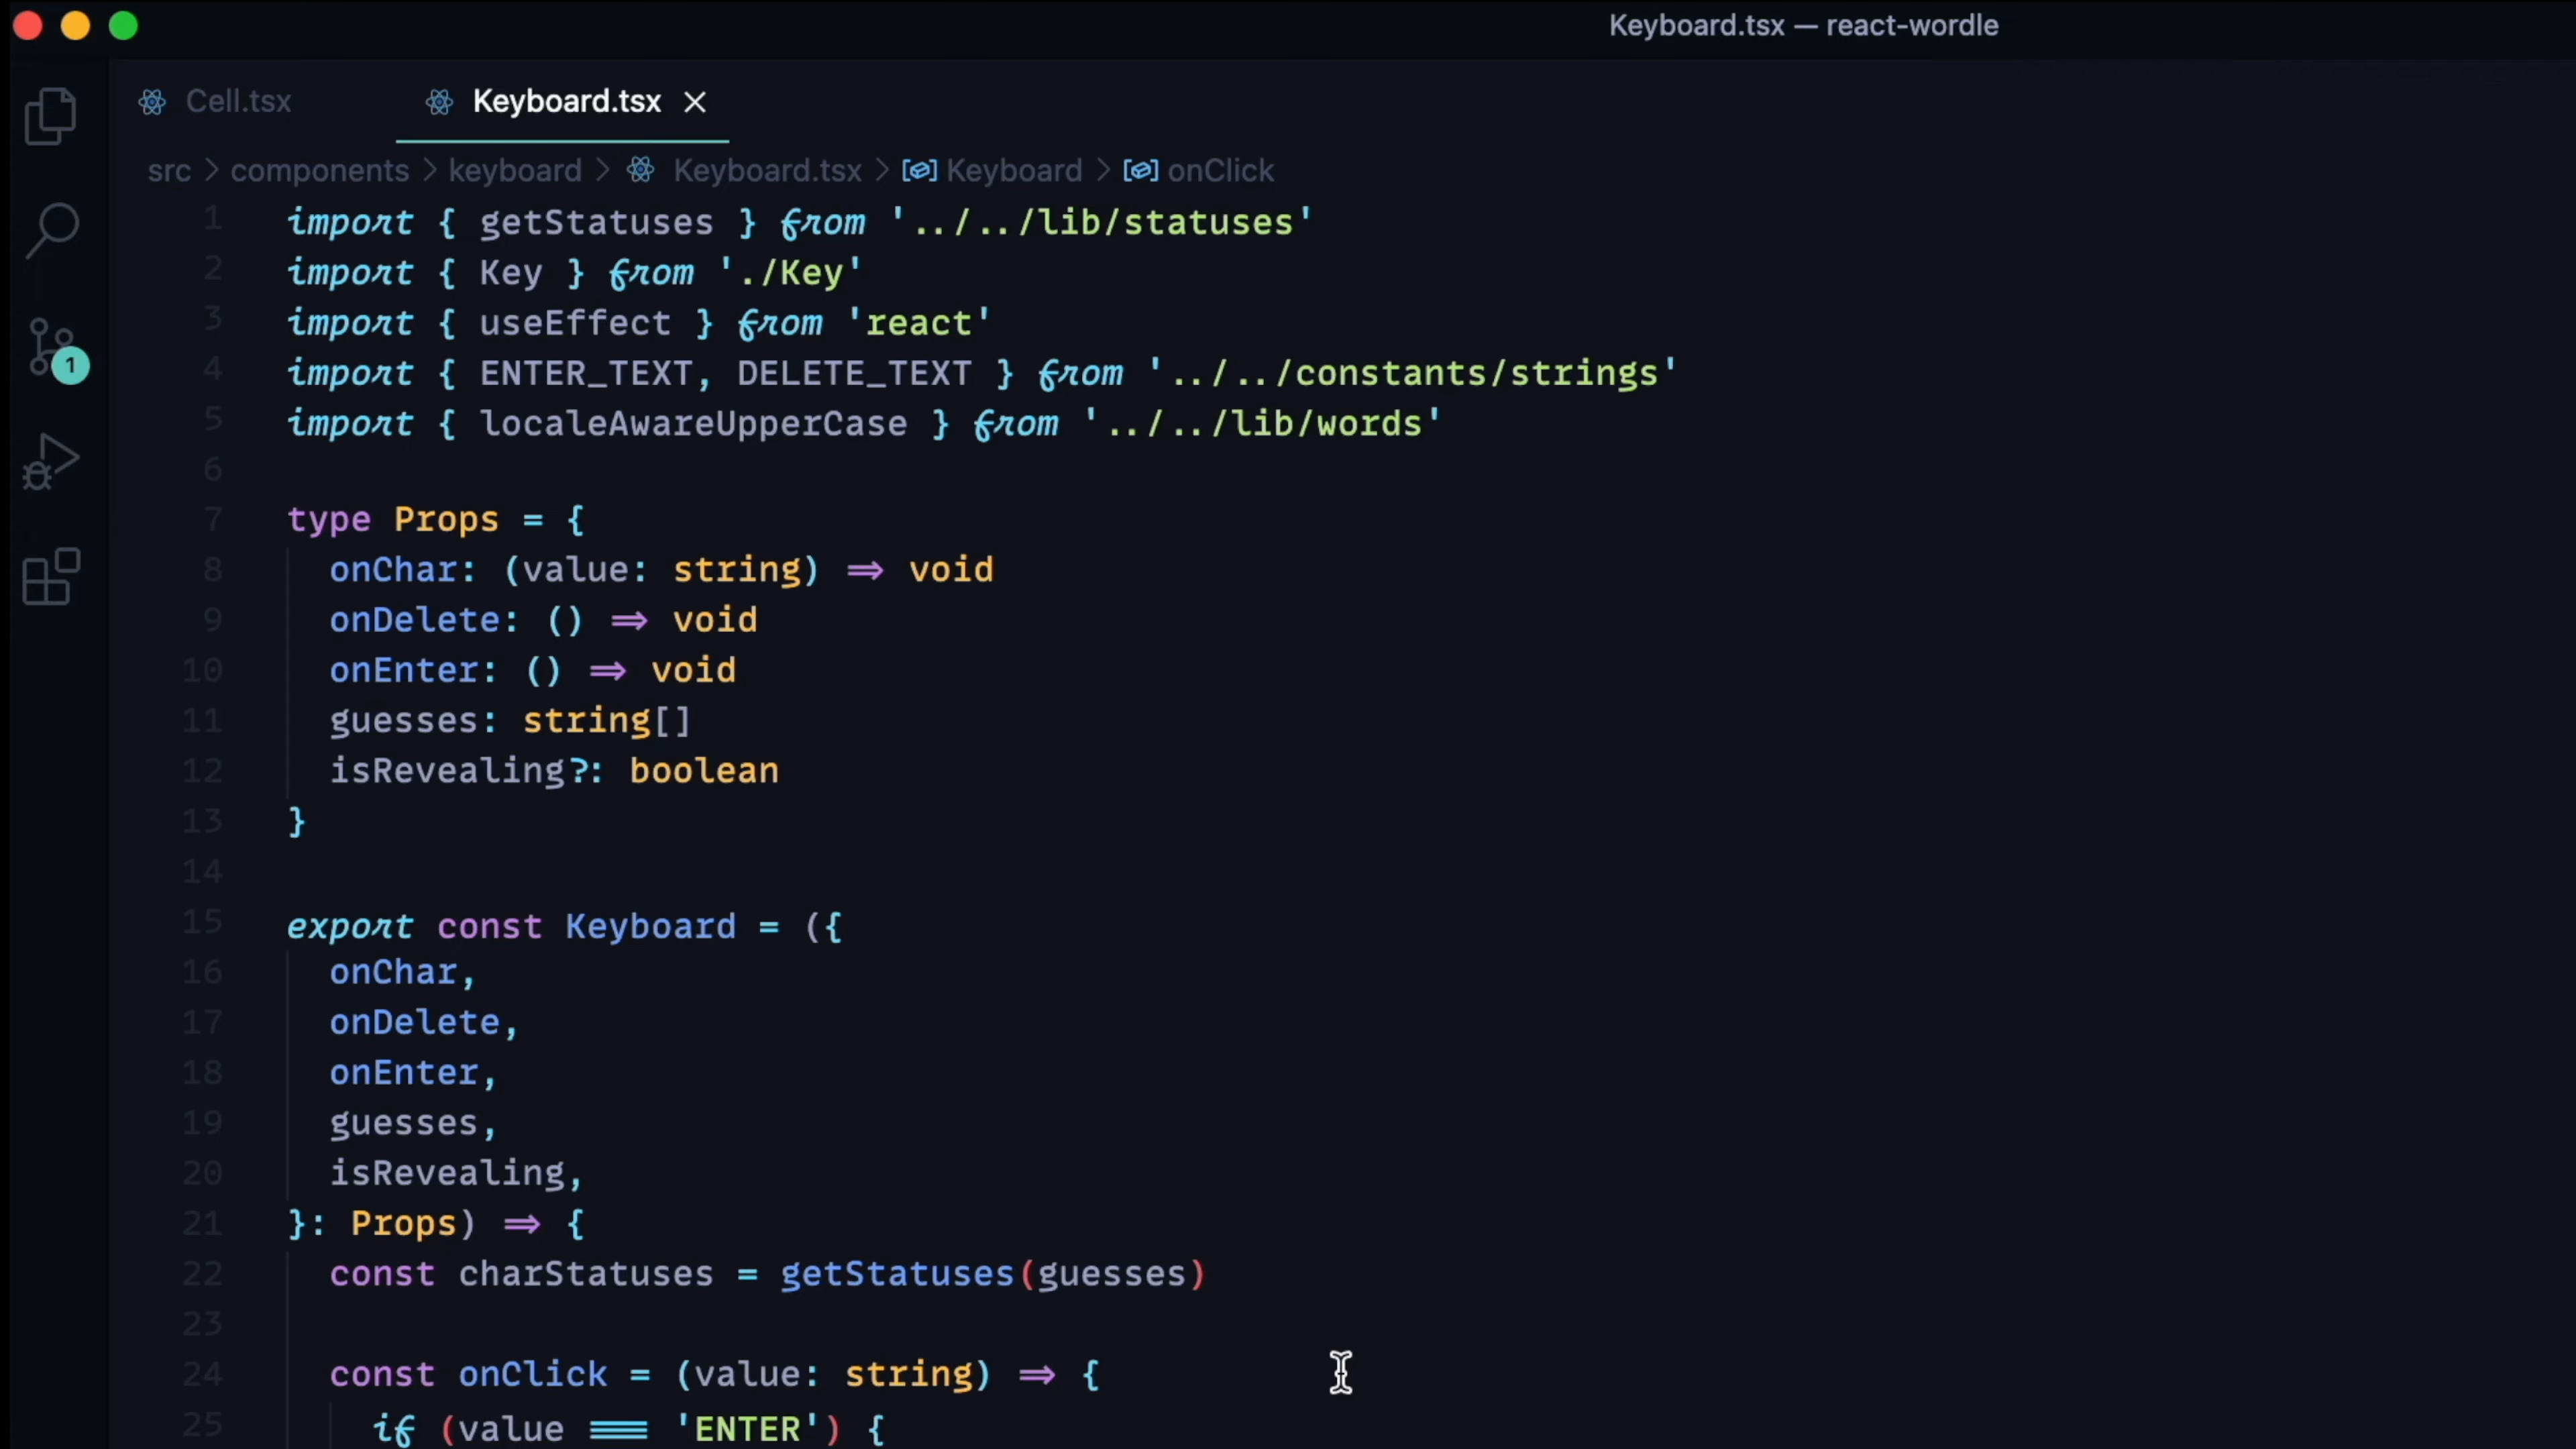 Keyboard.tsx — react-wordle
Cell.tsx
Keyboard.tsx
src > components > keyboard > Keyboard.tsx > Keyboard > onClick
1 import { getStatuses } from '../../lib/statuses'
2 import { Key } from './Key'
3 import { useEffect } from 'react'
1
4 import { ENTER_TEXT, DELETE_TEXT } from '../../constants/strings'
5 import { localeAwareUpperCase } from '../../lib/words'
6
7 type Props = {
8 onChar: (value: string) => void
9 onDelete: () => void
10 onEnter: () => void
11 guesses: string[]
12 isRevealing?: boolean
13 }
14
15 export const Keyboard = ({
16 onChar,
17 onDelete,
18 onEnter,
19 guesses,
20 isRevealing,
21 }: Props) => {
22 const charStatuses = getStatuses(guesses)
23
24 const onClick = (value: string) => {
25 if (value === 'ENTER') {